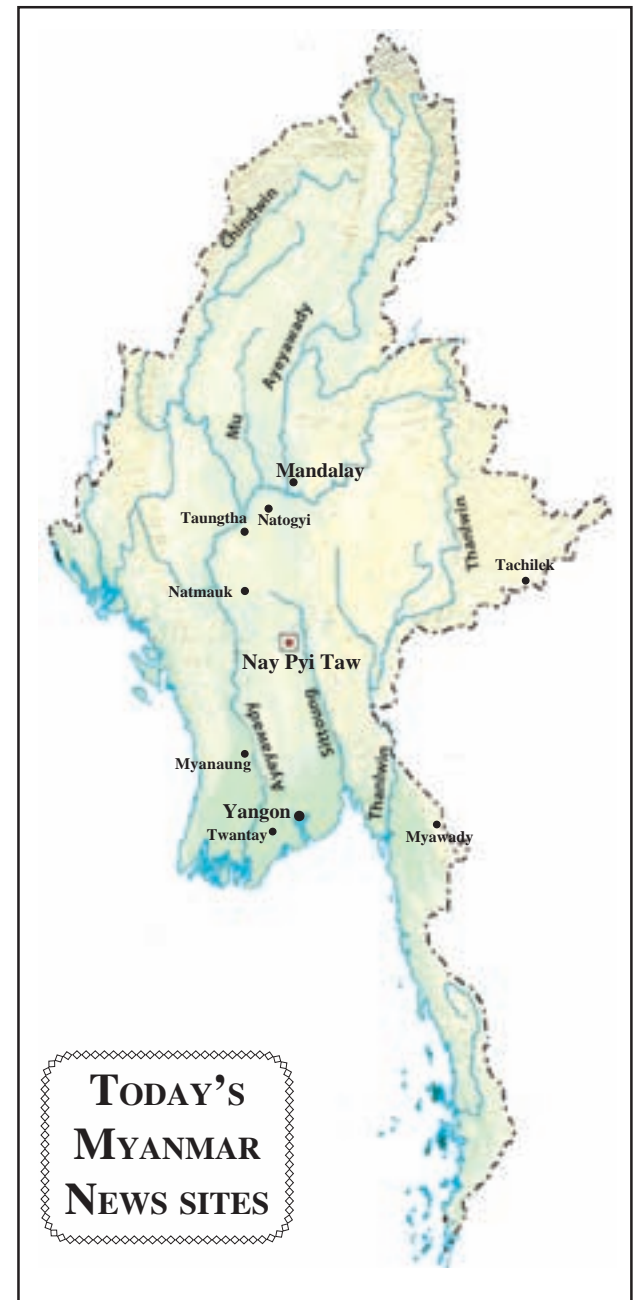 Chindwin
Ayeyawady
Mu
Mandalay
Taungtha
Natogyi
Thanlwin
Tachilek
Natmauk
Nay Pyi Taw
Ayeyawady
Sittoung
Thanlwin
Myanaung
Yangon
Twantay
Myawady
TODAY'S
MYANMAR
NEWS SITES